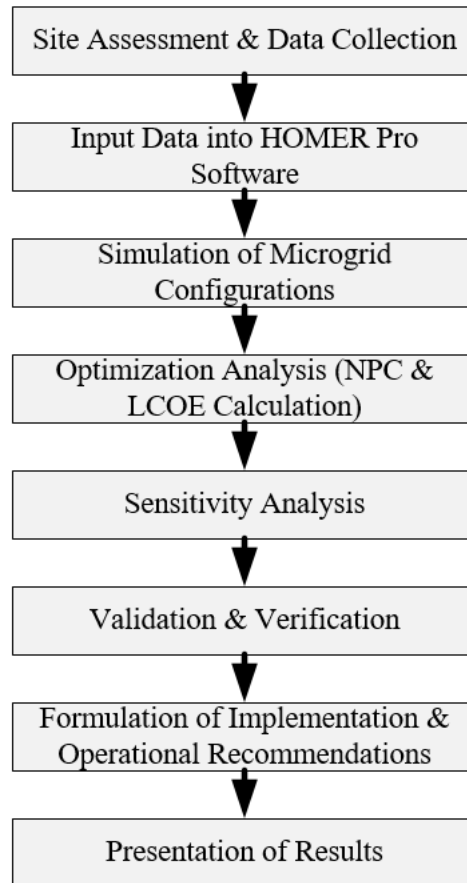 Site Assessment & Data Collection
Input Data into HOMER Pro
Software
Simulation of Microgrid
Configurations
Optimization Analysis (NPC &
LCOE Calculation)
Sensitivity Analysis
Validation & Verification
Formulation of Implementation &
Operational Recommendations
Presentation of Results